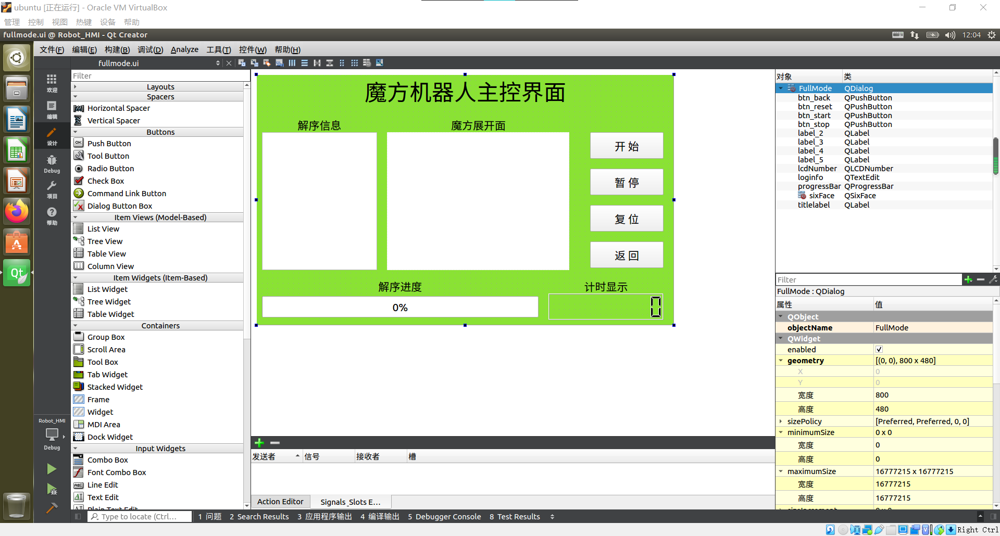 ubuntu [正在运行] - Oracle VM VirtualBox
管理 控制 视图 热键 设备 帮助
fullmode.ui @ Robot_HMI - Qt Creator
12:04
文件(F) 编辑(E) 构建(B) 调试(D) Analyze 工具(T) 控件(W) 帮助(H)
fullmode.ui
欢迎
编辑
设计
Debug
项目
帮助
Robot_HMI
Debug
Filter
Layouts
Spacers
Horizontal Spacer
Vertical Spacer
Buttons
Push Button
Tool Button
Radio Button
Check Box
Command Link Button
Dialog Button Box
Item Views (Model-Based)
List View
Tree View
Table View
Column View
Item Widgets (Item-Based)
List Widget
Tree Widget
Table Widget
Containers
Group Box
Scroll Area
Tool Box
Tab Widget
Stacked Widget
Frame
Widget
MDI Area
Dock Widget
Input Widgets
Combo Box
Font Combo Box
Line Edit
Text Edit
Plain Text Edit
魔方机器人主控界面
解序信息 魔方展开面
开 始
暂 停
复 位
返 回
解序进度 计时显示
0% 0
发送者 信号 接收者 槽
Action Editor Signals_Slots E...
对象 类
FullMode QDialog
btn_back QPushButton
btn_reset QPushButton
btn_start QPushButton
btn_stop QPushButton
label_2 QLabel
label_3 QLabel
label_4 QLabel
label_5 QLabel
lcdNumber QLCDNumber
loginfo QTextEdit
progressBar QProgressBar
sixFace QSixFace
titlelabel QLabel
Filter
FullMode : QDialog
属性 值
QObject
objectName FullMode
QWidget
enabled
geometry [(0, 0), 800 x 480]
X 0
Y 0
宽度 800
高度 480
sizePolicy [Preferred, Preferred, 0, 0]
minimumSize 0 x 0
宽度 0
高度 0
maximumSize 16777215 x 16777215
宽度 16777215
高度 16777215
sizeIncrement 0 x 0
Type to locate (Ctrl... 1 问题 2 Search Results 3 应用程序输出 4 编译输出 5 Debugger Console 8 Test Results
Right Ctrl